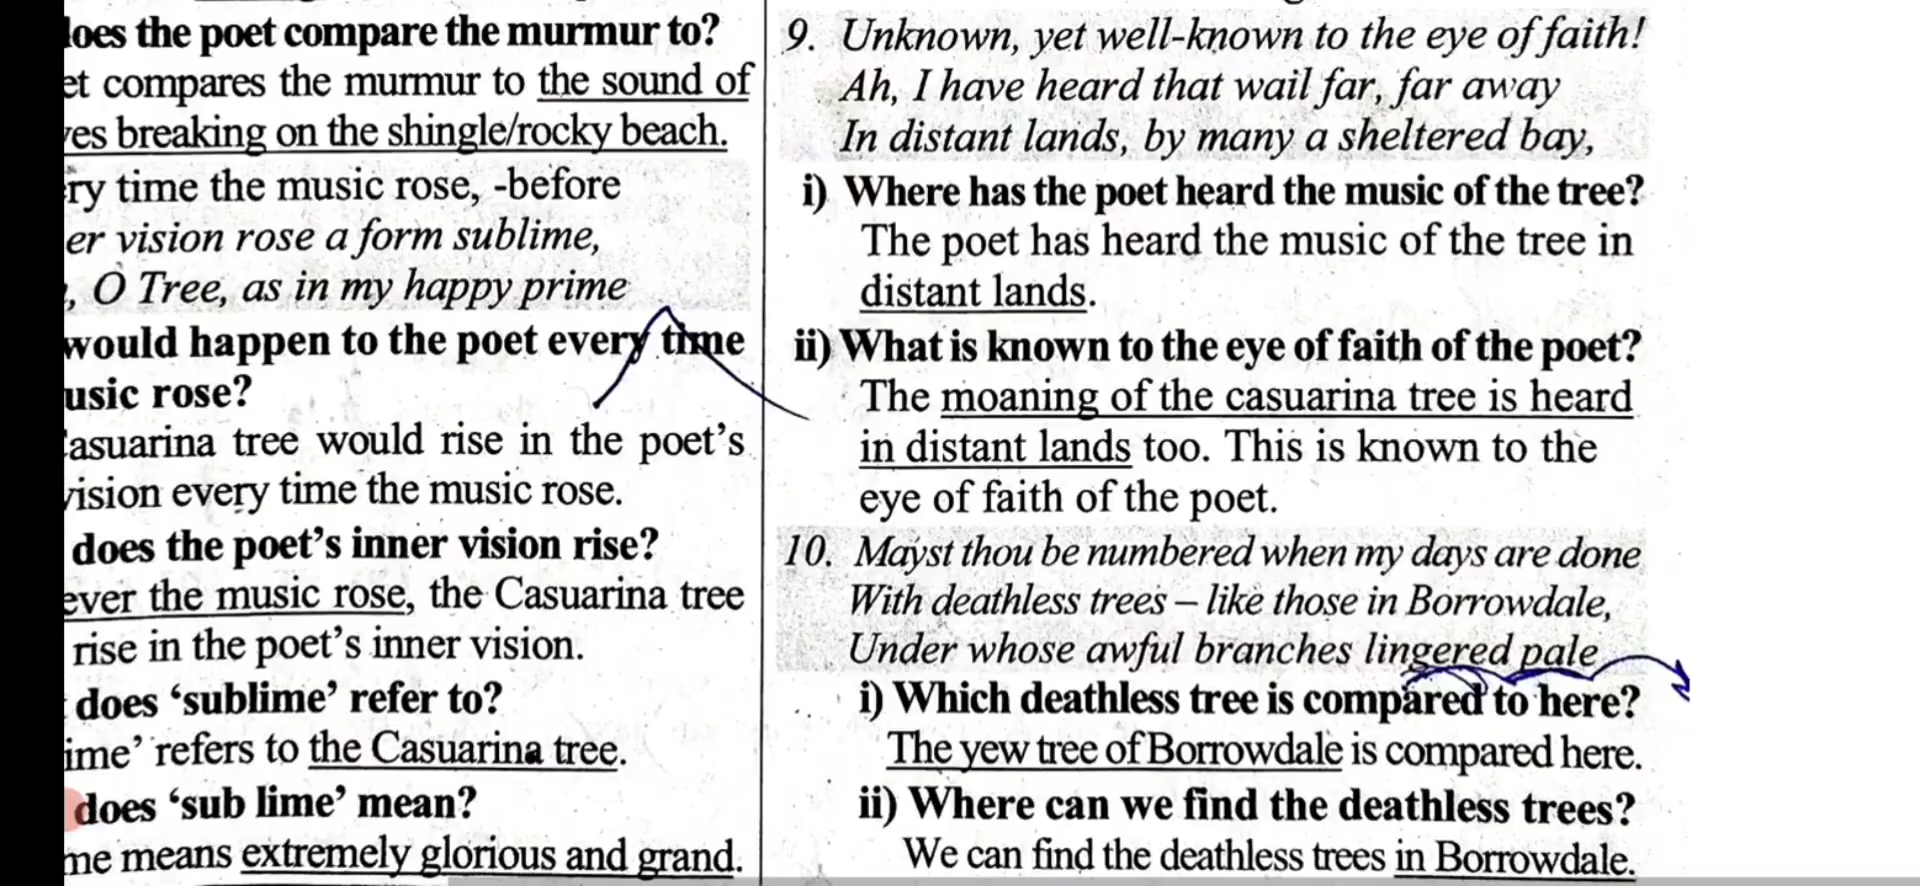 loes the poet compare the murmur to?
et compares the murmur to the sound of
ves breaking on the shingle/rocky beach.
ry time the music rose, -before
er vision rose a form sublime,
, O Tree, as in my happy prime
would happen to the poet every time
usic rose?
asuarina tree would rise in the poet's
vision every time the music rose.
does the poet's inner vision rise?
ever the music rose, the Casuarina tree
rise in the poet's inner vision.
does 'sublime' refer to?
ime' refers to the Casuarina tree.
does 'sub lime' mean?
me means extremely glorious and grand.
9. Unknown, yet well-known to the eye of faith!
Ah, I have heard that wail far, far away
In distant lands, by many a sheltered bay,
i) Where has the poet heard the music of the tree?
The poet has heard the music of the tree in
distant lands.
ii) What is known to the eye of faith of the poet?
The moaning of the casuarina tree is heard
in distant lands too. This is known to the
eye of faith of the poet.
10. Mayst thou be numbered when my days are done
With deathless trees – like those in Borrowdale,
Under whose awful branches lingered pale
i) Which deathless tree is compared to here?
The yew tree of Borrowdale is compared here.
ii) Where can we find the deathless trees?
We can find the deathless trees in Borrowdale.